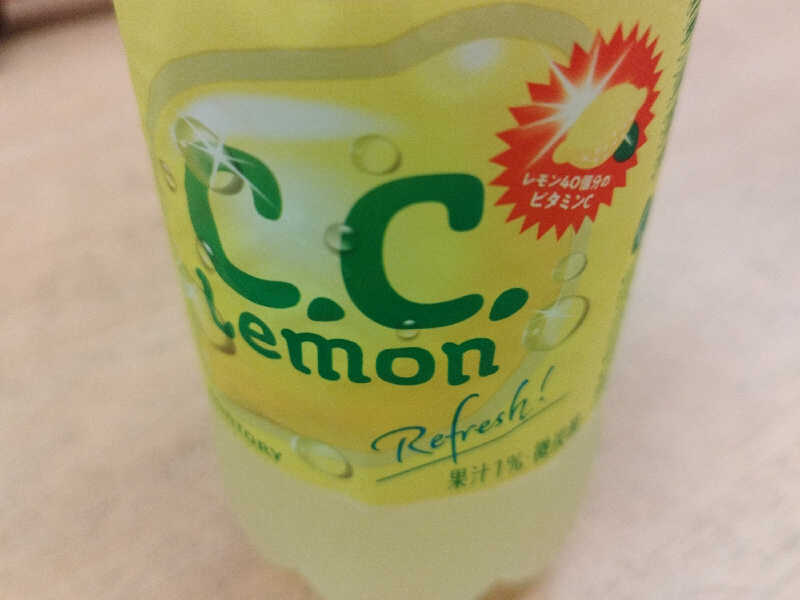 レモン40個分の
ビタミンC
C.C.
Lemon
Refresh!
SUNTORY
果汁1%・微炭酸